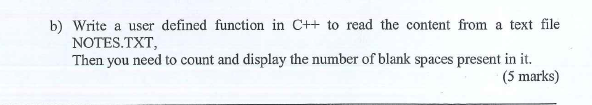 b) Write a user defined function in C++ to read the content from a text file
NOTES.TXT,
Then you need to count and display the number of blank spaces present in it.
(5 marks)